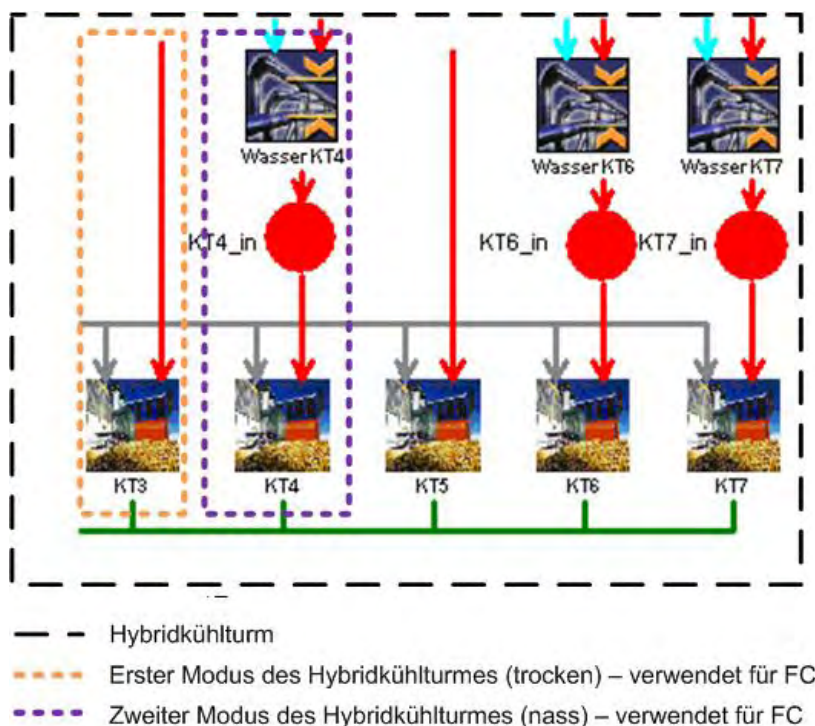 Wasser KT4
Wasser KT6
Wasser KT7
KT4_in
KT6_in
KT7_in
KT3
KT4
KT5
KT6
KT7
Hybridkühlturm
Erster Modus des Hybridkühlturmes (trocken) – verwendet für FC
Zweiter Modus des Hybridkühlturmes (nass) – verwendet für FC